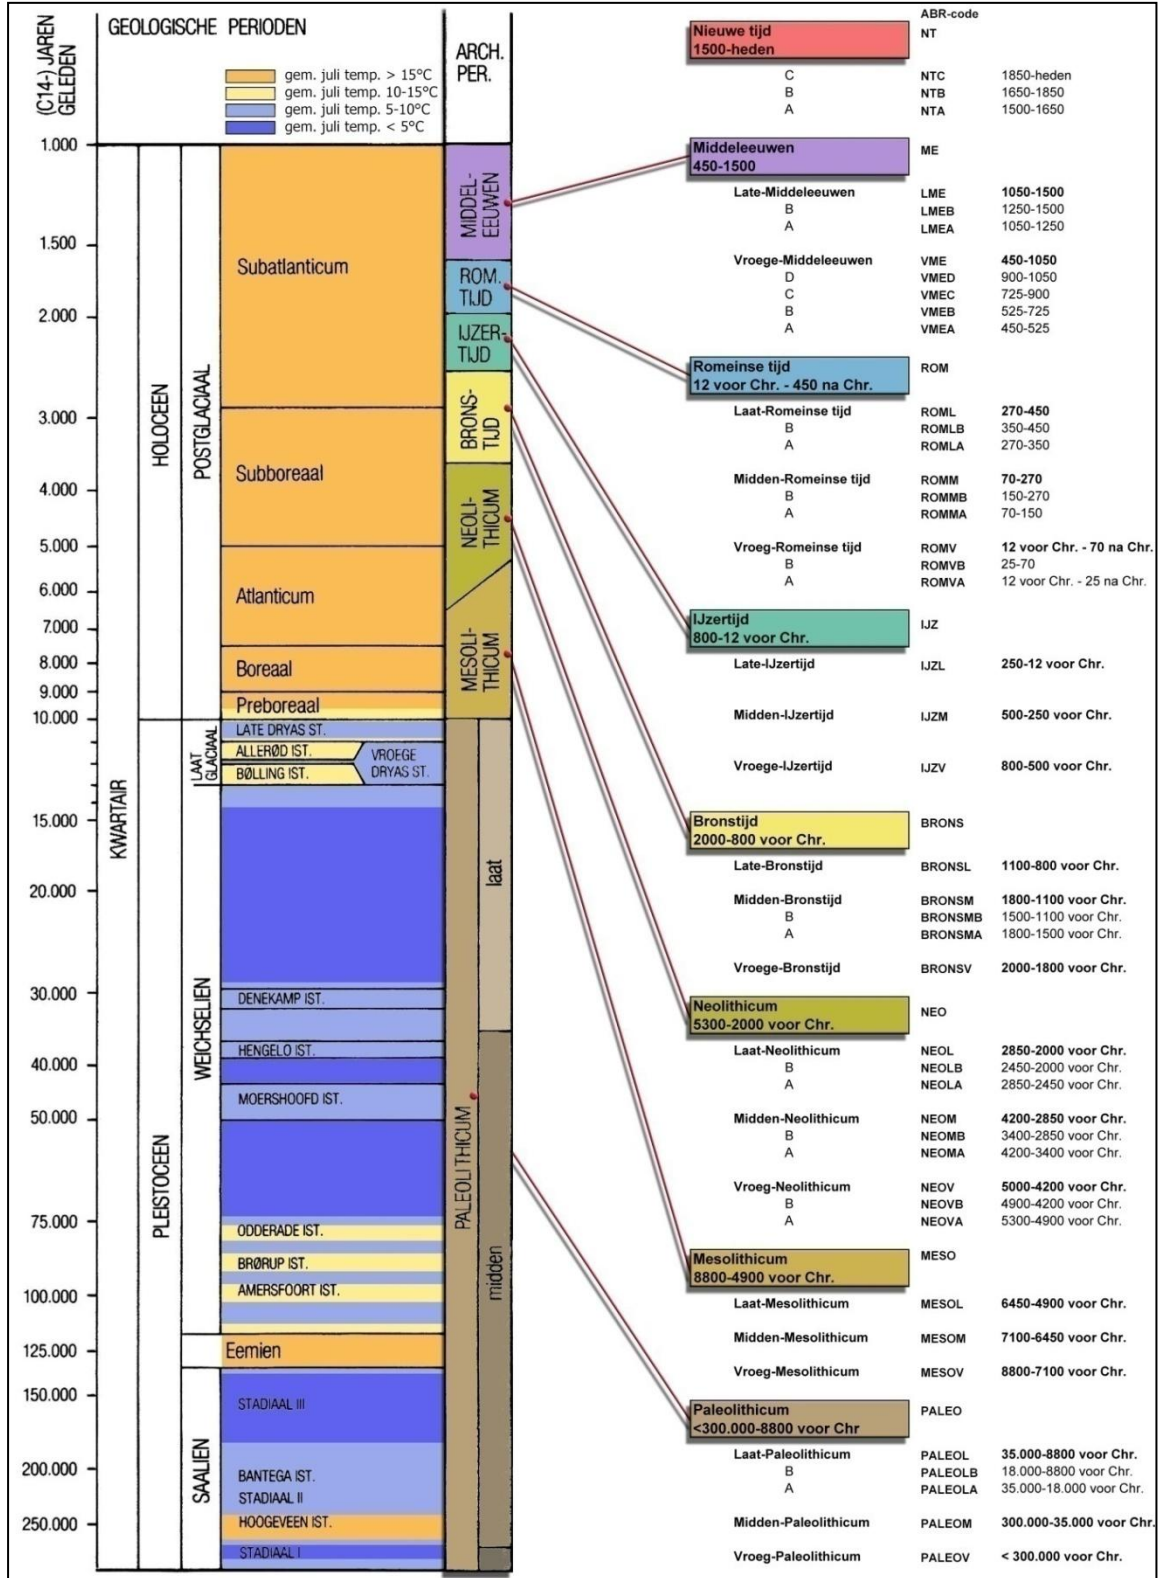 (C14-) JAREN
GELEDEN
GEOLOGISCHE PERIODEN
gem. juli temp. > 15°C
gem. juli temp. 10-15°C
gem. juli temp. 5-10°C
gem. juli temp. < 5°C
ARCH.
PER.
1.000
1.500
2.000
3.000
4.000
5.000
6.000
7.000
8.000
9.000
10.000
15.000
20.000
30.000
40.000
50.000
75.000
100.000
125.000
150.000
200.000
250.000
KWARTAIR
HOLOCEEN
PLEISTOCEEN
POSTGLACIAAL
LAAT
GLACIAAL
WEICHSELIEN
SAALIEN
Subatlanticum
Subboreaal
Atlanticum
Boreaal
Preboreaal
LATE DRYAS ST.
ALLERØD IST.
VROEGE
DRYAS ST.
BØLLING IST.
DENEKAMP IST.
HENGELO IST.
MOERSHOOFD IST.
ODDERADE IST.
BRØRUP IST.
AMERSFOORT IST.
Eemien
STADIAAL III
BANTEGA IST.
STADIAAL II
HOOGEVEEN IST.
STADIAAL I
MIDDEL-
EEUWEN
ROM.
TIJD
IJZER-
TIJD
BRONS-
TIJD
NEOLI-
THICUM
MESOLI-
THICUM
PALEOLITHICUM
laat
midden
ABR-code
Nieuwe tijd NT
1500-heden
C NTC 1850-heden
B NTB 1650-1850
A NTA 1500-1650
Middeleeuwen ME
450-1500
Late-Middeleeuwen LME 1050-1500
B LMEB 1250-1500
A LMEA 1050-1250
Vroege-Middeleeuwen VME 450-1050
D VMED 900-1050
C VMEC 725-900
B VMEB 525-725
A VMEA 450-525
Romeinse tijd ROM
12 voor Chr. - 450 na Chr.
Laat-Romeinse tijd ROML 270-450
B ROMLB 350-450
A ROMLA 270-350
Midden-Romeinse tijd ROMM 70-270
B ROMMB 150-270
A ROMMA 70-150
Vroeg-Romeinse tijd ROMV 12 voor Chr. - 70 na Chr.
B ROMVB 25-70
A ROMVA 12 voor Chr. - 25 na Chr.
IJzertijd IJZ
800-12 voor Chr.
Late-IJzertijd IJZL 250-12 voor Chr.
Midden-IJzertijd IJZM 500-250 voor Chr.
Vroege-IJzertijd IJZV 800-500 voor Chr.
Bronstijd BRONS
2000-800 voor Chr.
Late-Bronstijd BRONSL 1100-800 voor Chr.
Midden-Bronstijd BRONSM 1800-1100 voor Chr.
B BRONSMB 1500-1100 voor Chr.
A BRONSMA 1800-1500 voor Chr.
Vroege-Bronstijd BRONSV 2000-1800 voor Chr.
Neolithicum NEO
5300-2000 voor Chr.
Laat-Neolithicum NEOL 2850-2000 voor Chr.
B NEOLB 2450-2000 voor Chr.
A NEOLA 2850-2450 voor Chr.
Midden-Neolithicum NEOM 4200-2850 voor Chr.
B NEOMB 3400-2850 voor Chr.
A NEOMA 4200-3400 voor Chr.
Vroeg-Neolithicum NEOV 5000-4200 voor Chr.
B NEOVB 4900-4200 voor Chr.
A NEOVA 5300-4900 voor Chr.
Mesolithicum MESO
8800-4900 voor Chr.
Laat-Mesolithicum MESOL 6450-4900 voor Chr.
Midden-Mesolithicum MESOM 7100-6450 voor Chr.
Vroeg-Mesolithicum MESOV 8800-7100 voor Chr.
Paleolithicum PALEO
<300.000-8800 voor Chr
Laat-Paleolithicum PALEOL 35.000-8800 voor Chr.
B PALEOLB 18.000-8800 voor Chr.
A PALEOLA 35.000-18.000 voor Chr.
Midden-Paleolithicum PALEOM 300.000-35.000 voor Chr.
Vroeg-Paleolithicum PALEOV < 300.000 voor Chr.